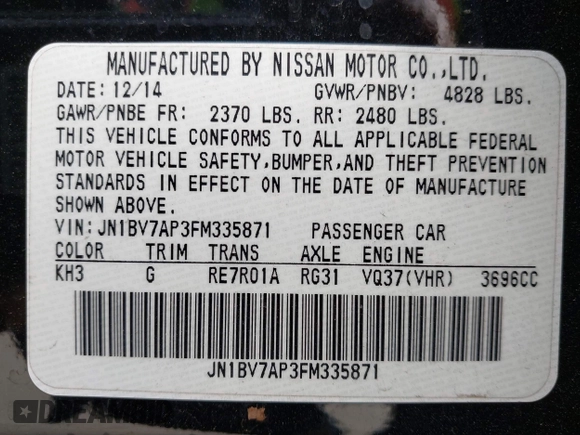 MANUFACTURED BY NISSAN MOTOR CO.,LTD.
DATE: 12/14 GVWR/PNBV: 4828 LBS.
GAWR/PNBE FR: 2370 LBS. RR: 2480 LBS.
THIS VEHICLE CONFORMS TO ALL APPLICABLE FEDERAL
MOTOR VEHICLE SAFETY,BUMPER,AND THEFT PREVENTION
STANDARDS IN EFFECT ON THE DATE OF MANUFACTURE
SHOWN ABOVE.
VIN:JN1BV7AP3FM335871 PASSENGER CAR
COLOR TRIM TRANS AXLE ENGINE
KH3 G RE7R01A RG31 VQ37(VHR) 3696CC
JN1BV7AP3FM335871